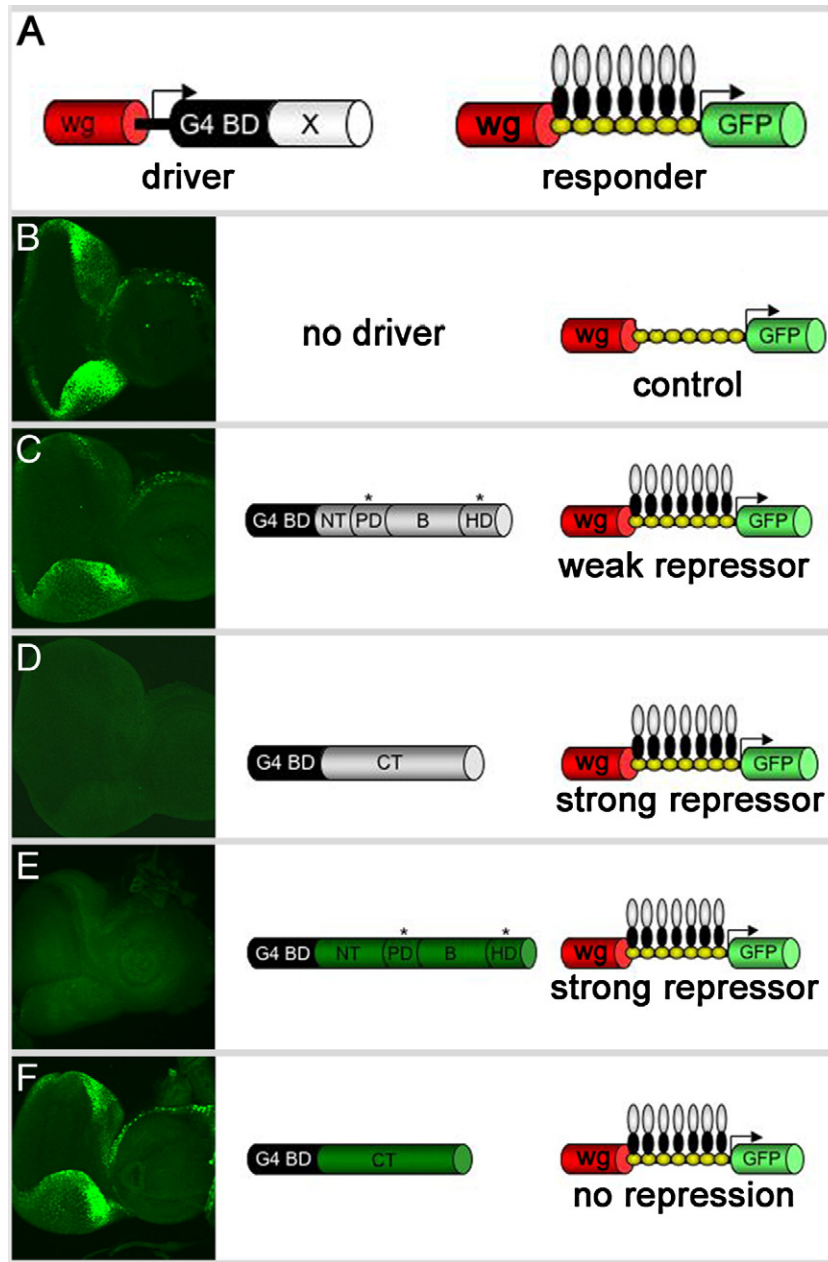 A
wg G4 BD X
driver
wg GFP
responder
B
no driver
wg GFP
control
C
* *
G4 BD NT PD B HD
wg GFP
weak repressor
D
G4 BD CT
wg GFP
strong repressor
E
* *
G4 BD NT PD B HD
wg GFP
strong repressor
F
G4 BD CT
wg GFP
no repression